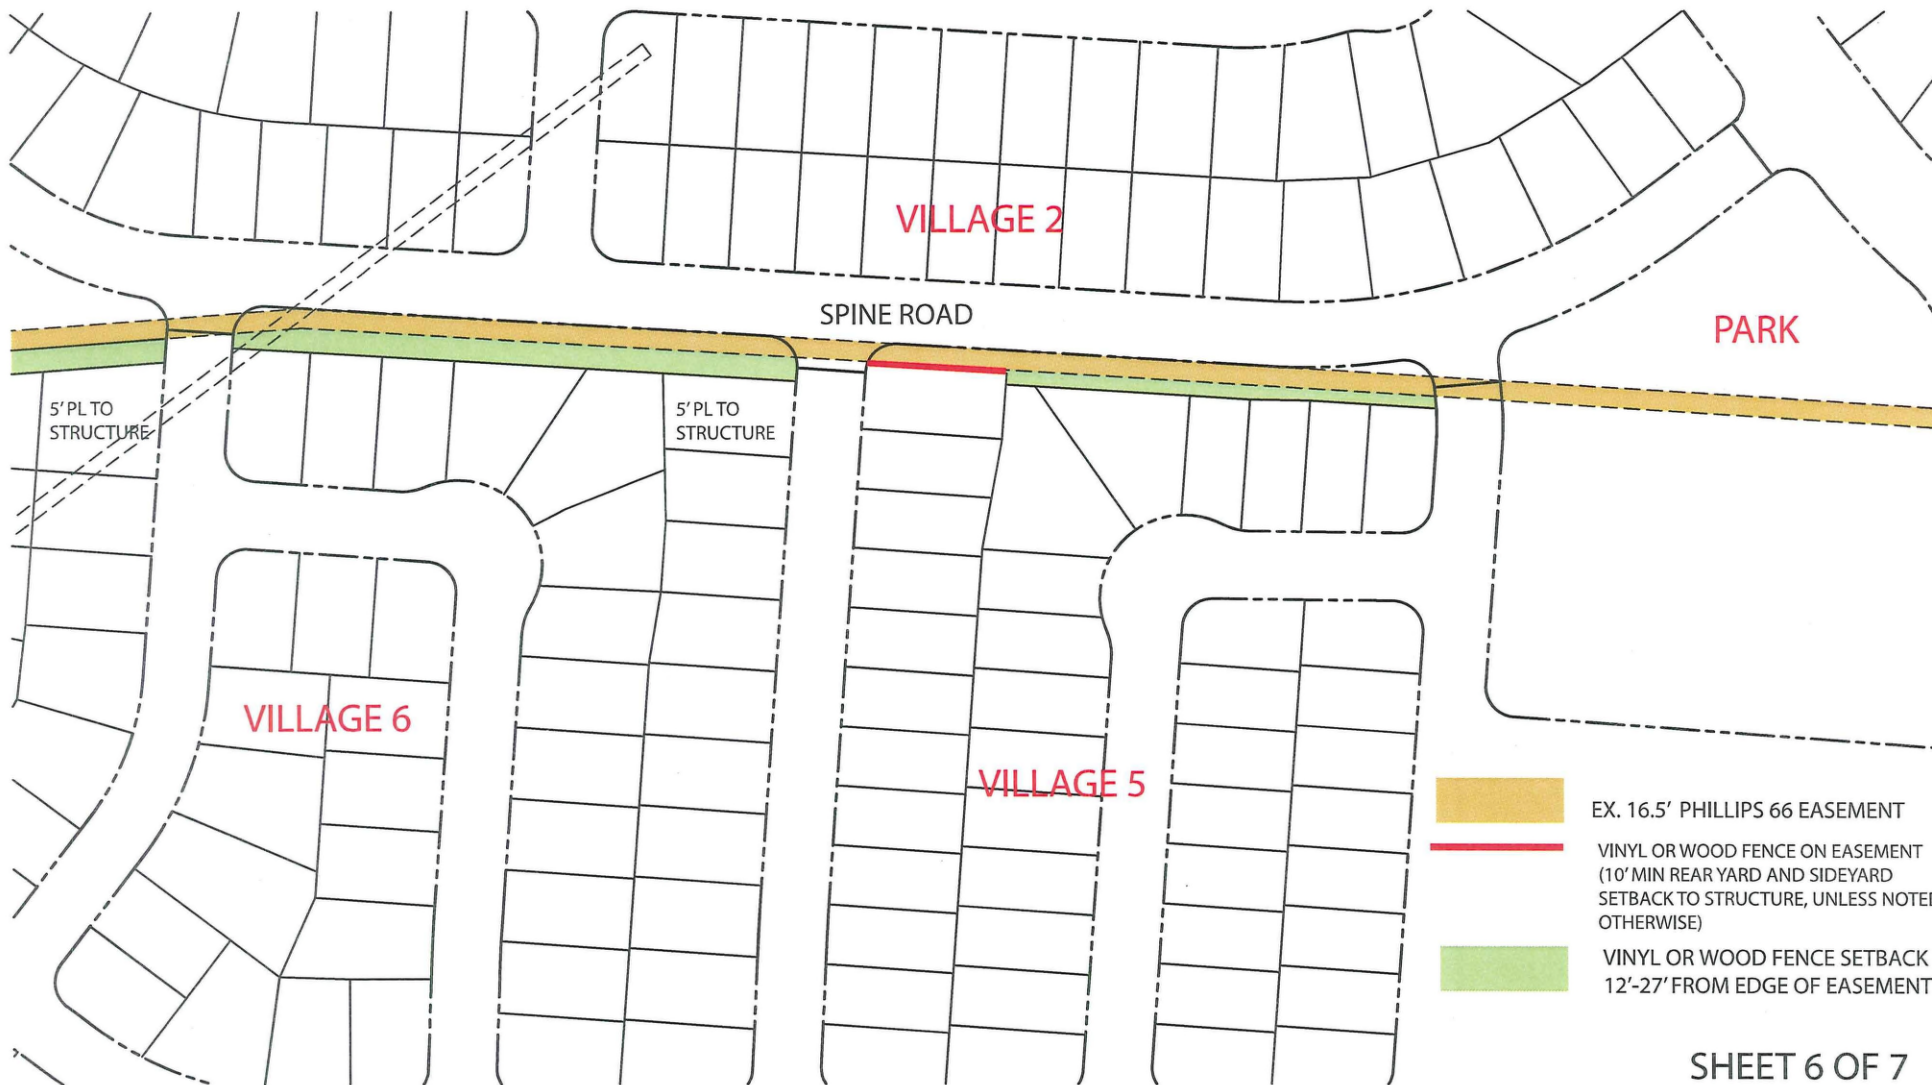 VILLAGE 2
SPINE ROAD
PARK
5' PL TO
STRUCTURE
5' PL TO
STRUCTURE
VILLAGE 6
VILLAGE 5
EX. 16.5' PHILLIPS 66 EASEMENT
VINYL OR WOOD FENCE ON EASEMENT
(10' MIN REAR YARD AND SIDEYARD
SETBACK TO STRUCTURE, UNLESS NOTED
OTHERWISE)
VINYL OR WOOD FENCE SETBACK
12'-27' FROM EDGE OF EASEMENT
SHEET 6 OF 7